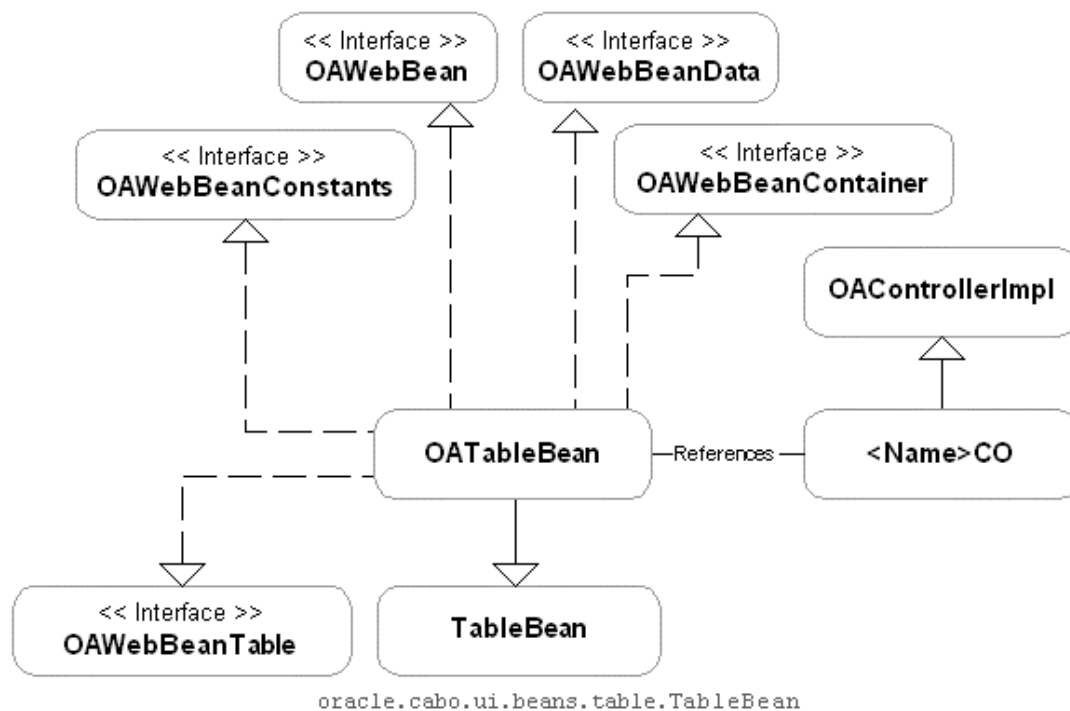 << Interface >>
OAWebBean
<< Interface >>
OAWebBeanData
<< Interface >>
OAWebBeanConstants
<< Interface >>
OAWebBeanContainer
OAControllerImpl
OATableBean
References
<Name>CO
<< Interface >>
OAWebBeanTable
TableBean
oracle.cabo.ui.beans.table.TableBean